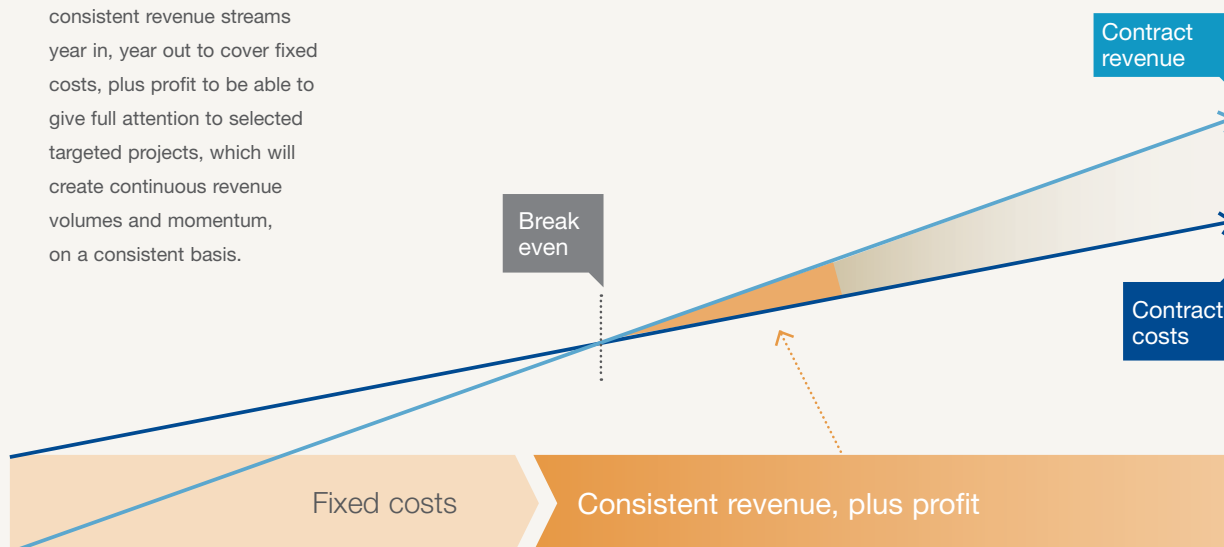 consistent revenue streams
year in, year out to cover fixed
costs, plus profit to be able to
give full attention to selected
targeted projects, which will
create continuous revenue
volumes and momentum,
on a consistent basis.
Contract
revenue
Break
even
Contract
costs
Fixed costs
Consistent revenue, plus profit